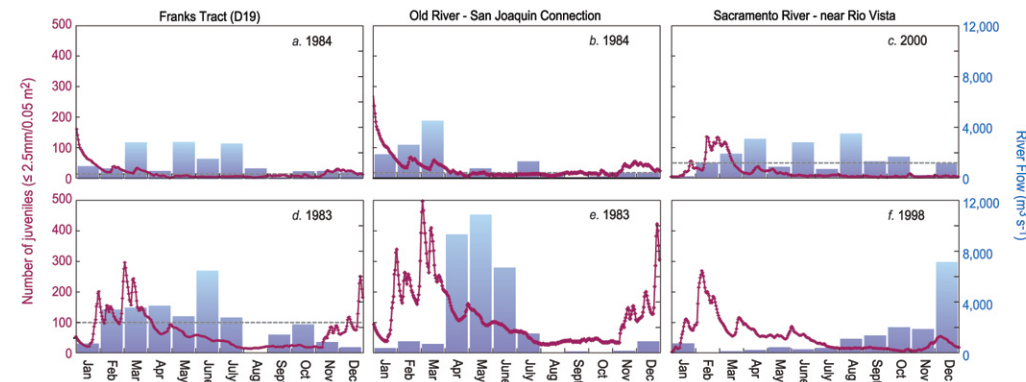 Franks Tract (D19)
Old River - San Joaquin Connection
Sacramento River - near Rio Vista
500
400
300
200
100
0
a. 1984
b. 1984
c. 2000
12,000
8,000
4,000
0
Number of juveniles (≤ 2.5mm/0.05 m²)
River Flow (m³ s⁻¹)
500
400
300
200
100
0
d. 1983
e. 1983
f. 1998
12,000
8,000
4,000
0
Jan Feb Mar Apr May June July Aug Sept Oct Nov Dec
Jan Feb Mar Apr May June July Aug Sept Oct Nov Dec
Jan Feb Mar Apr May June July Aug Sept Oct Nov Dec